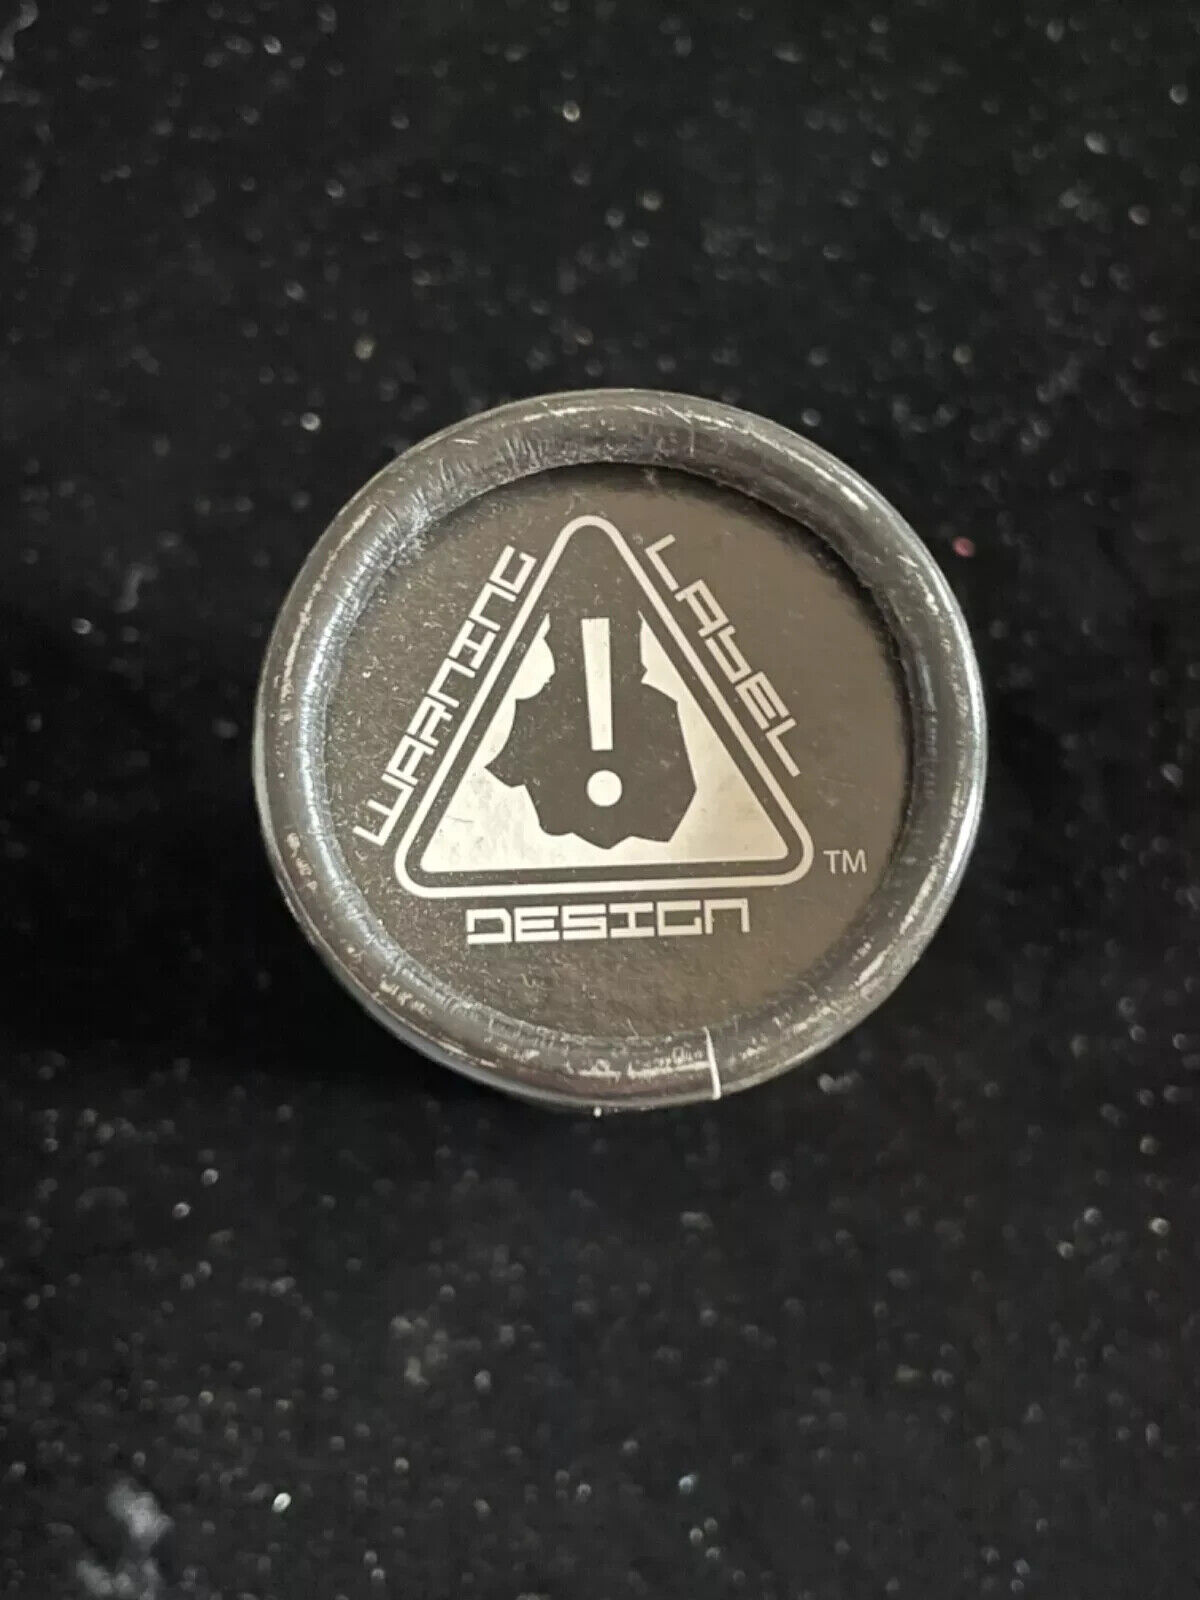 WARNING
LABEL
!
DESIGN
TM